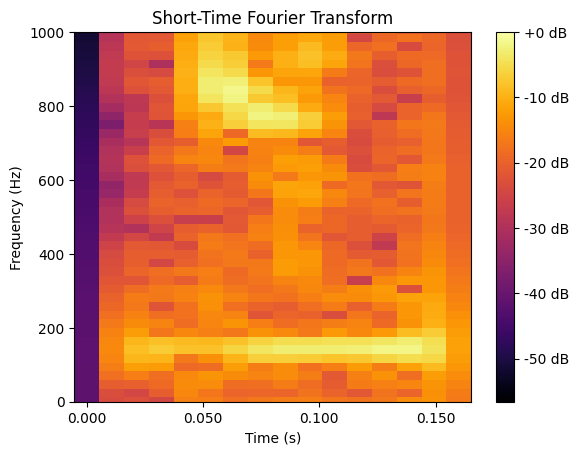 Short-Time Fourier Transform
1000
800
600
400
200
0
Frequency (Hz)
0.000
0.050
0.100
0.150
Time (s)
+0 dB
-10 dB
-20 dB
-30 dB
-40 dB
-50 dB